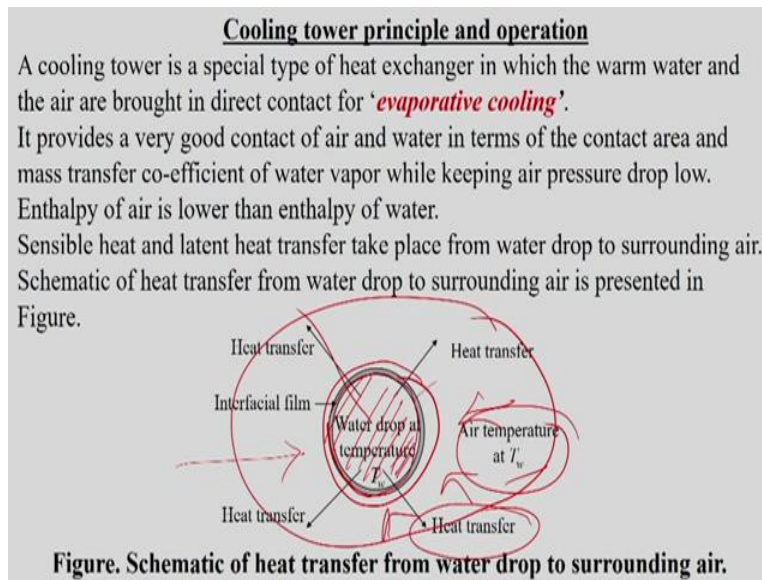 Cooling tower principle and operation
A cooling tower is a special type of heat exchanger in which the warm water and
the air are brought in direct contact for ‘evaporative cooling’.
It provides a very good contact of air and water in terms of the contact area and
mass transfer co-efficient of water vapor while keeping air pressure drop low.
Enthalpy of air is lower than enthalpy of water.
Sensible heat and latent heat transfer take place from water drop to surrounding air.
Schematic of heat transfer from water drop to surrounding air is presented in
Figure.
Heat transfer
Heat transfer
Interfacial film
Water drop at
temperature
Tw
Air temperature
at Tw
Heat transfer
Heat transfer
Figure. Schematic of heat transfer from water drop to surrounding air.